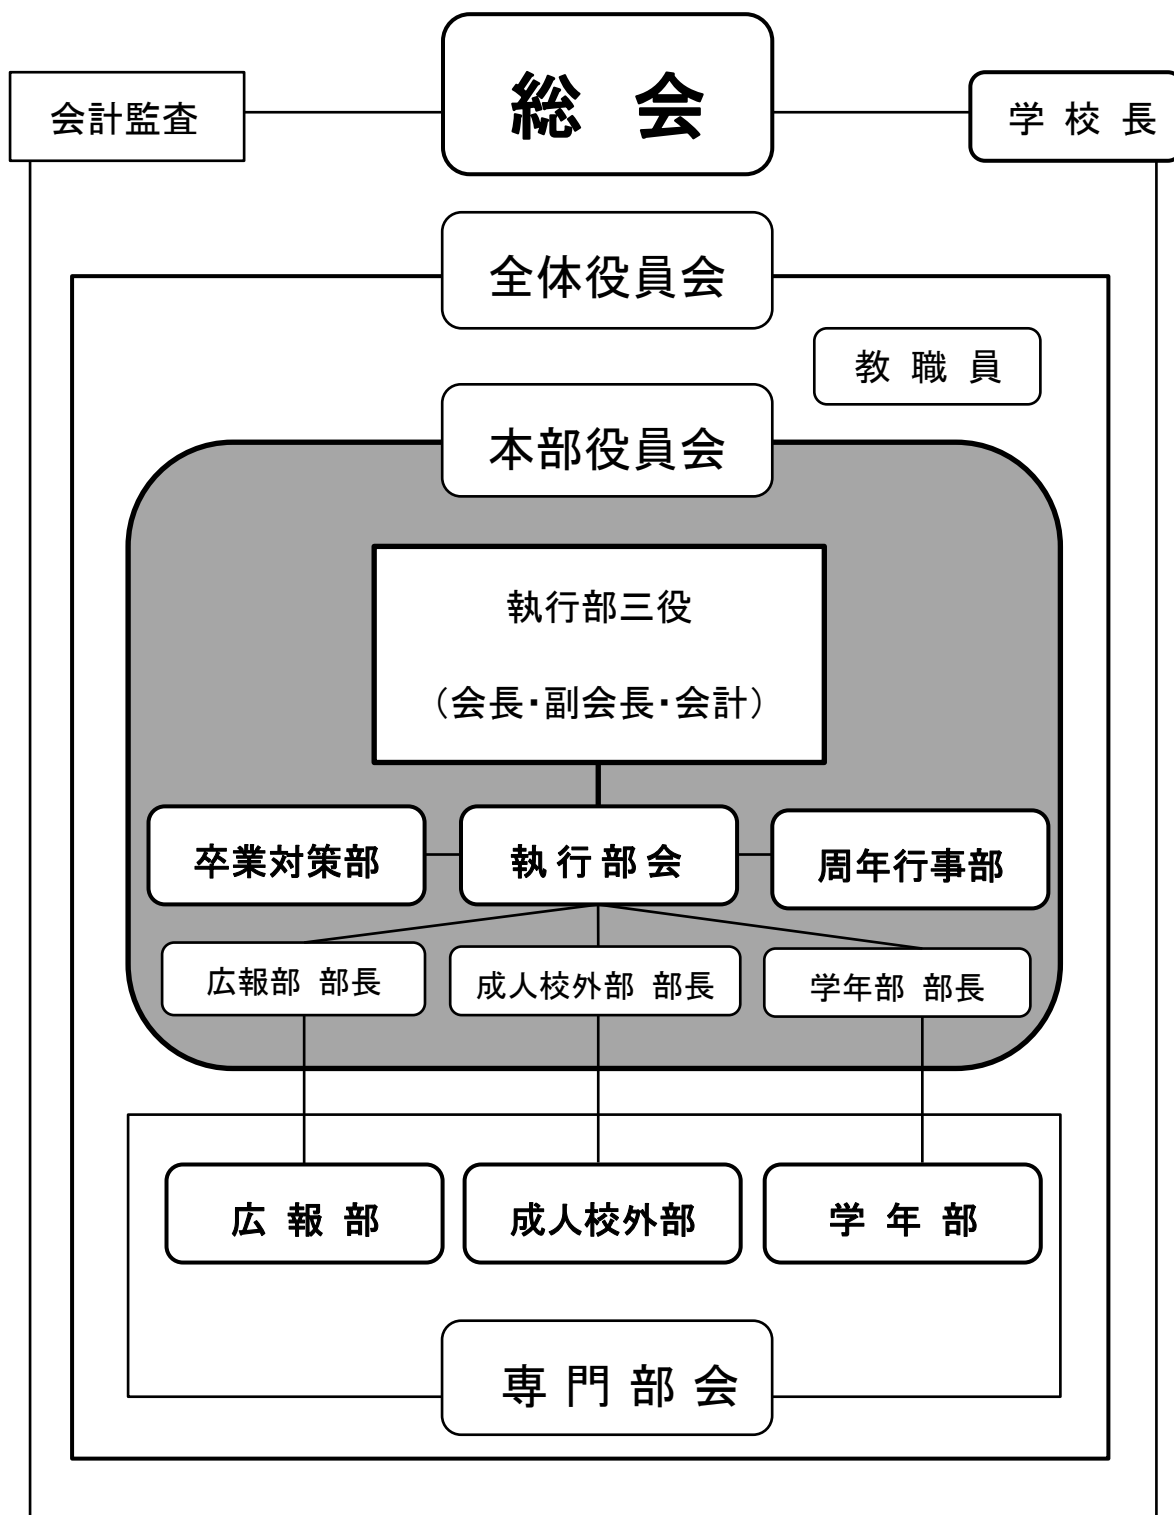 総 会
会計監査
学 校 長
全体役員会
教 職 員
本部役員会
執行部三役
（会長・副会長・会計）
卒業対策部
執行部会
周年行事部
広報部 部長
成人校外部 部長
学年部 部長
広 報 部
成人校外部
学 年 部
専 門 部 会